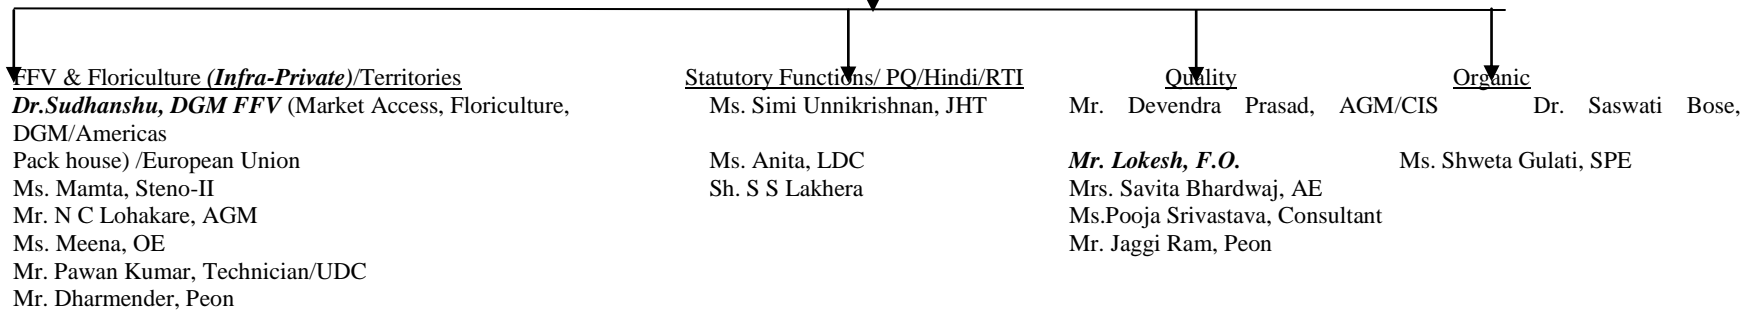 FFV & Floriculture (Infra-Private)/Territories Statutory Functions/ PQ/Hindi/RTI Quality Organic
Dr.Sudhanshu, DGM FFV (Market Access, Floriculture, Ms. Simi Unnikrishnan, JHT Mr. Devendra Prasad, AGM/CIS Dr. Saswati Bose,
DGM/Americas
Pack house) /European Union Ms. Anita, LDC Mr. Lokesh, F.O. Ms. Shweta Gulati, SPE
Ms. Mamta, Steno-II Sh. S S Lakhera Mrs. Savita Bhardwaj, AE
Mr. N C Lohakare, AGM Ms.Pooja Srivastava, Consultant
Ms. Meena, OE Mr. Jaggi Ram, Peon
Mr. Pawan Kumar, Technician/UDC
Mr. Dharmender, Peon